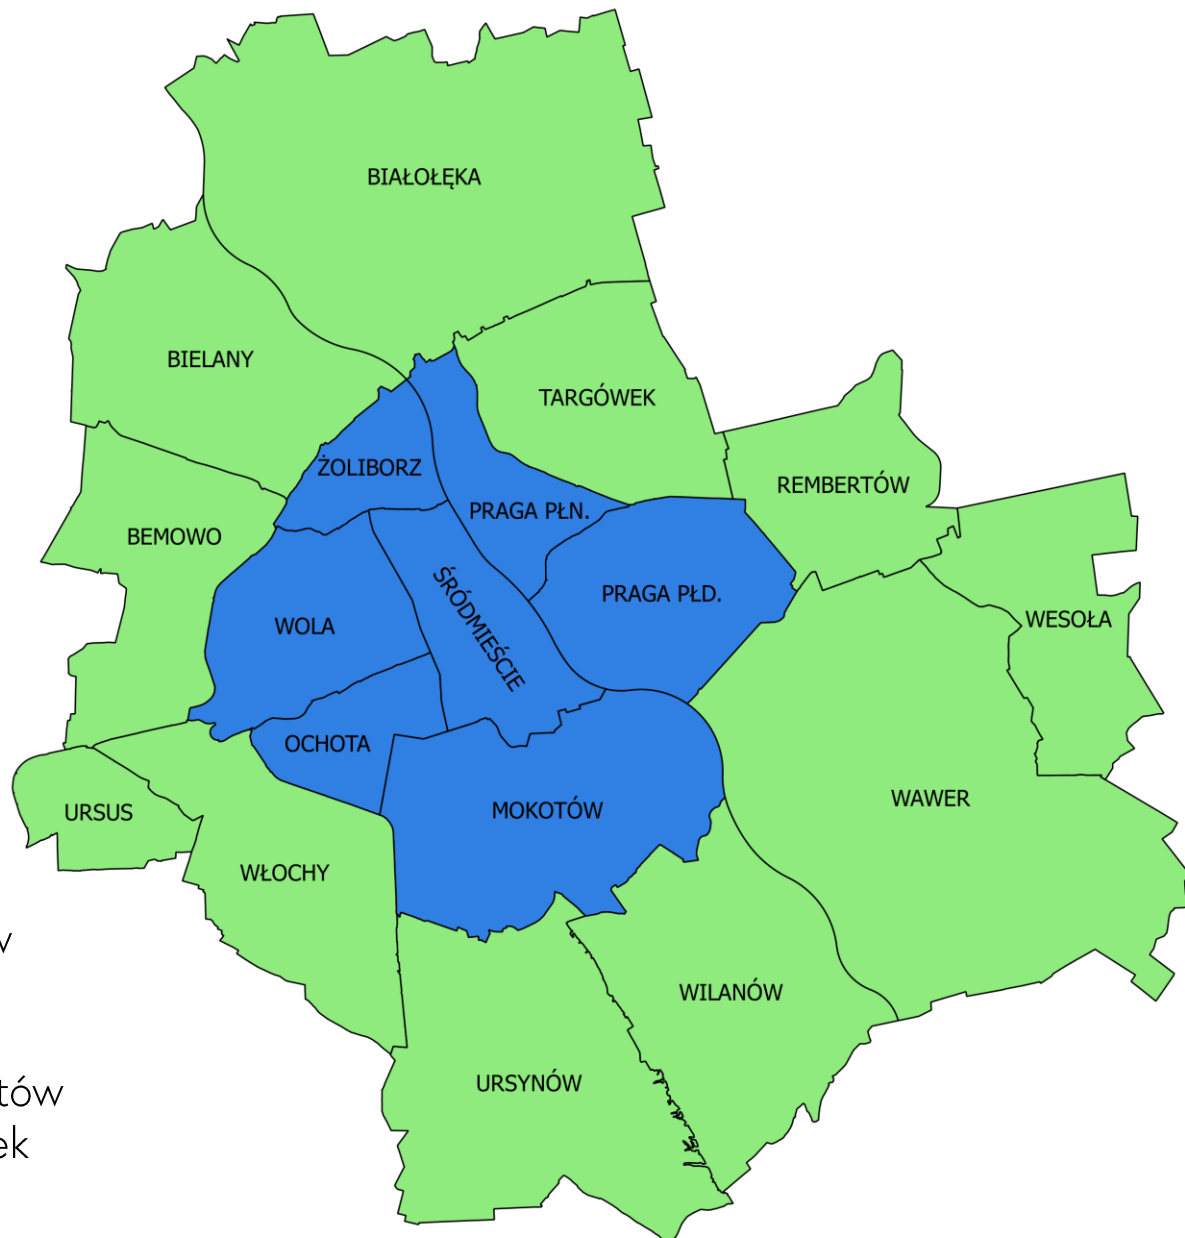 BIAŁOŁĘKA
BIELANY
TARGÓWEK
ŻOLIBORZ
REMBERTÓW
PRAGA PŁN.
BEMOWO
ŚRÓDMIEŚCIE
PRAGA PŁD.
WESOŁA
WOLA
OCHOTA
WAWER
MOKOTÓW
URSUS
WŁOCHY
WILANÓW
URSYNÓW